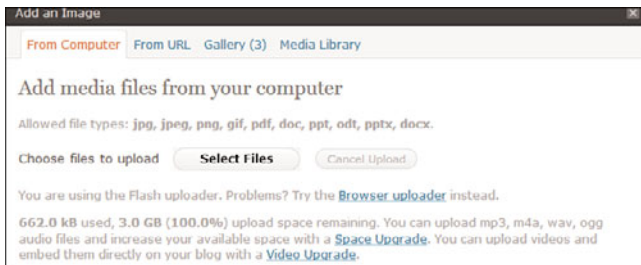 Add an Image
From Computer From URL Gallery (3) Media Library
Add media files from your computer
Allowed file types: jpg, jpeg, png, gif, pdf, doc, ppt, odt, pptx, docx.
Choose files to upload Select Files Cancel Upload
You are using the Flash uploader. Problems? Try the Browser uploader instead.
662.0 kB used, 3.0 GB (100.0%) upload space remaining. You can upload mp3, m4a, wav, ogg
audio files and increase your available space with a Space Upgrade. You can upload videos and
embed them directly on your blog with a Video Upgrade.